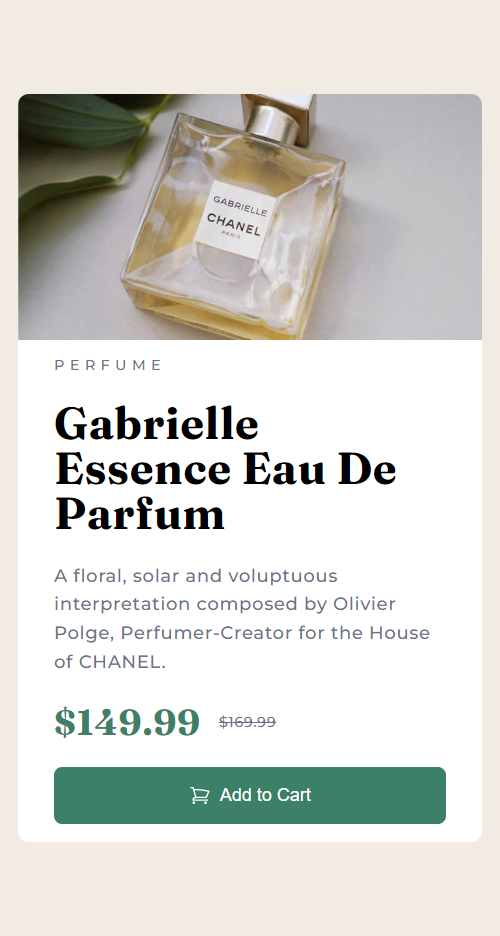 GABRIELLE
CHANEL
PARIS
PERFUME
Gabrielle
Essence Eau De
Parfum
A floral, solar and voluptuous
interpretation composed by Olivier
Polge, Perfumer-Creator for the House
of CHANEL.
$149.99 $169.99
Add to Cart